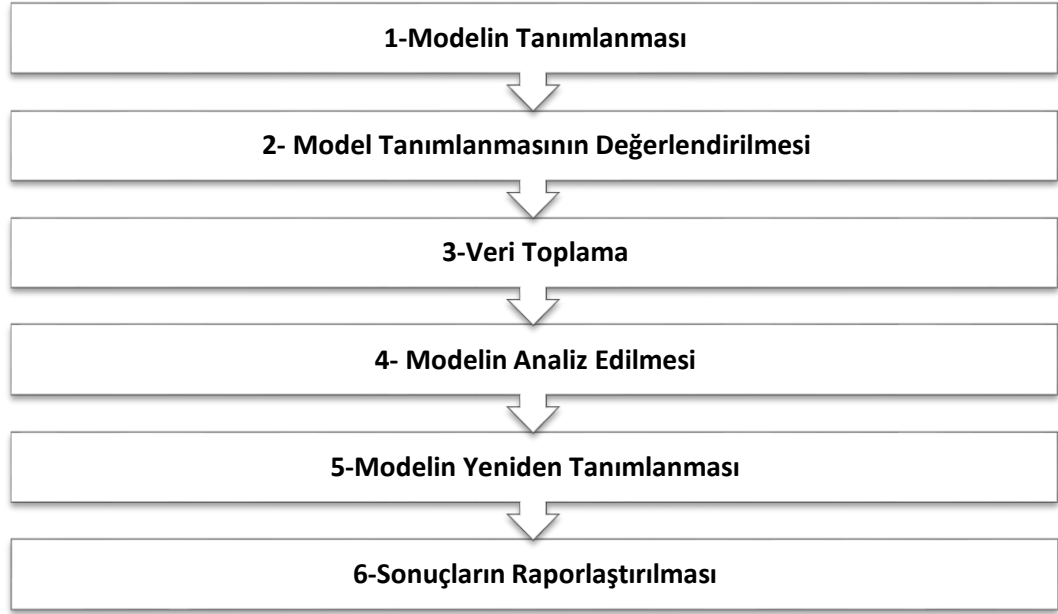 1-Modelin Tanımlanması
2- Model Tanımlanmasının Değerlendirilmesi
3-Veri Toplama
4- Modelin Analiz Edilmesi
5-Modelin Yeniden Tanımlanması
6-Sonuçların Raporlaştırılması